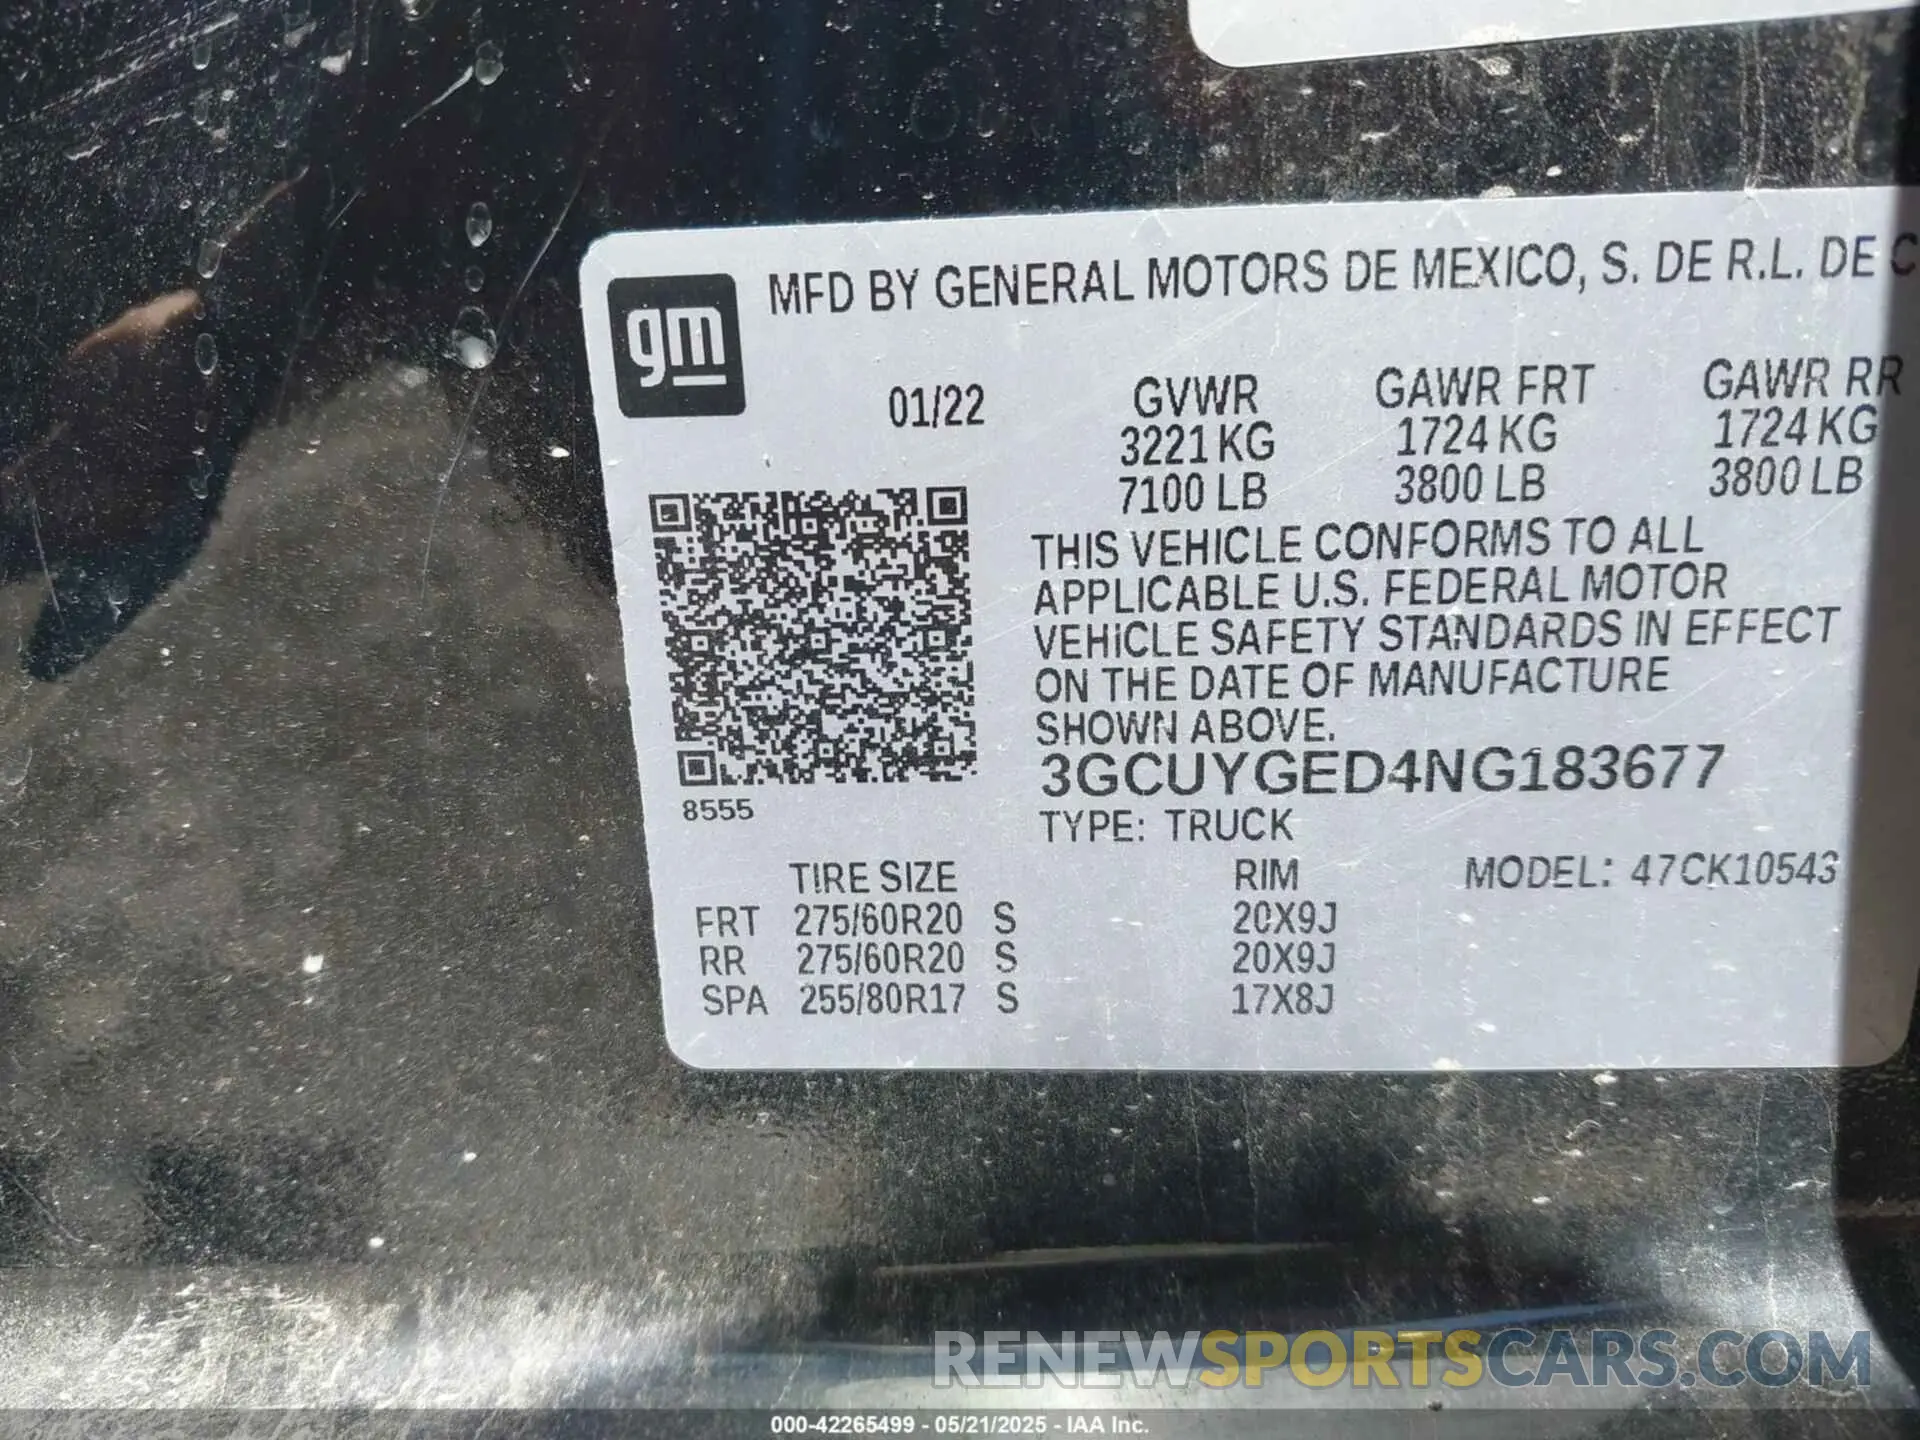 gm
MFD BY GENERAL MOTORS DE MEXICO, S. DE R.L. DE C
01/22
GVWR GAWR FRT GAWR RR
3221 KG 1724 KG 1724 KG
7100 LB 3800 LB 3800 LB
THIS VEHICLE CONFORMS TO ALL
APPLICABLE U.S. FEDERAL MOTOR
VEHICLE SAFETY STANDARDS IN EFFECT
ON THE DATE OF MANUFACTURE
SHOWN ABOVE.
3GCUYGED4NG183677
8555
TYPE: TRUCK
TIRE SIZE RIM MODEL: 47CK10543
FRT 275/60R20 S 20X9J
RR 275/60R20 S 20X9J
SPA 255/80R17 S 17X8J
RENEWSPORTSCARS.COM
000-42265499 - 05/21/2025 - IAA Inc.